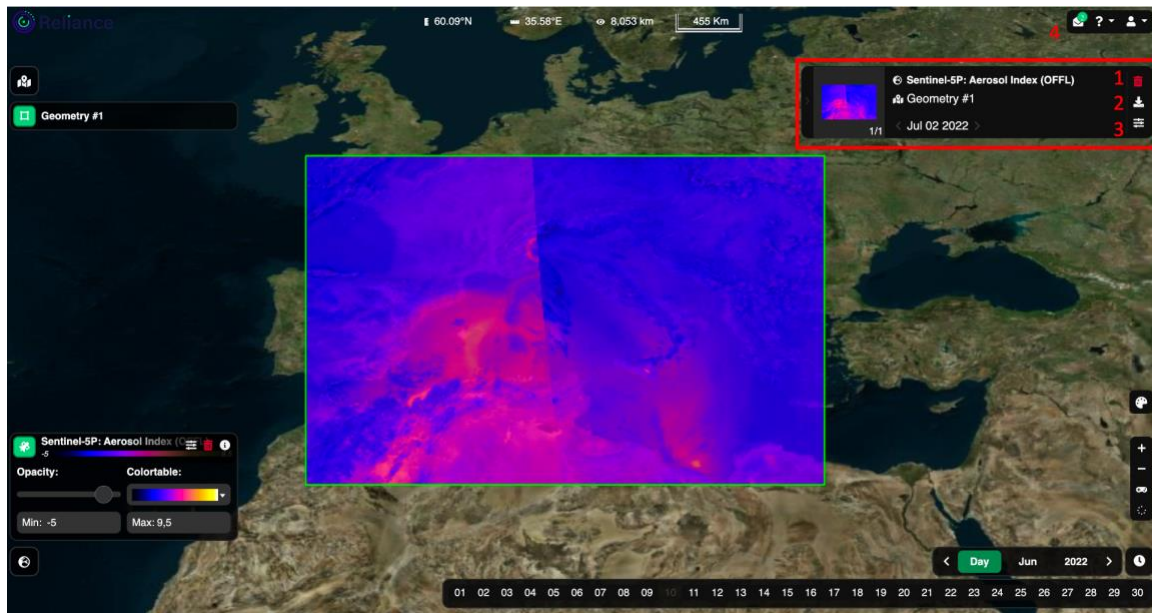 Reliance
60.09°N 35.58°E 8,053 km 455 Km
2 ? 4
Sentinel-5P: Aerosol Index (OFFL) 1
Geometry #1 2
1/1 < Jul 02 2022 > 3
Geometry #1
Sentinel-5P: Aerosol Index (O
-5
Opacity: Colortable:
Min: -5 Max: 9,5
< Day Jun 2022 >
01 02 03 04 05 06 07 08 09 10 11 12 13 14 15 16 17 18 19 20 21 22 23 24 25 26 27 28 29 30